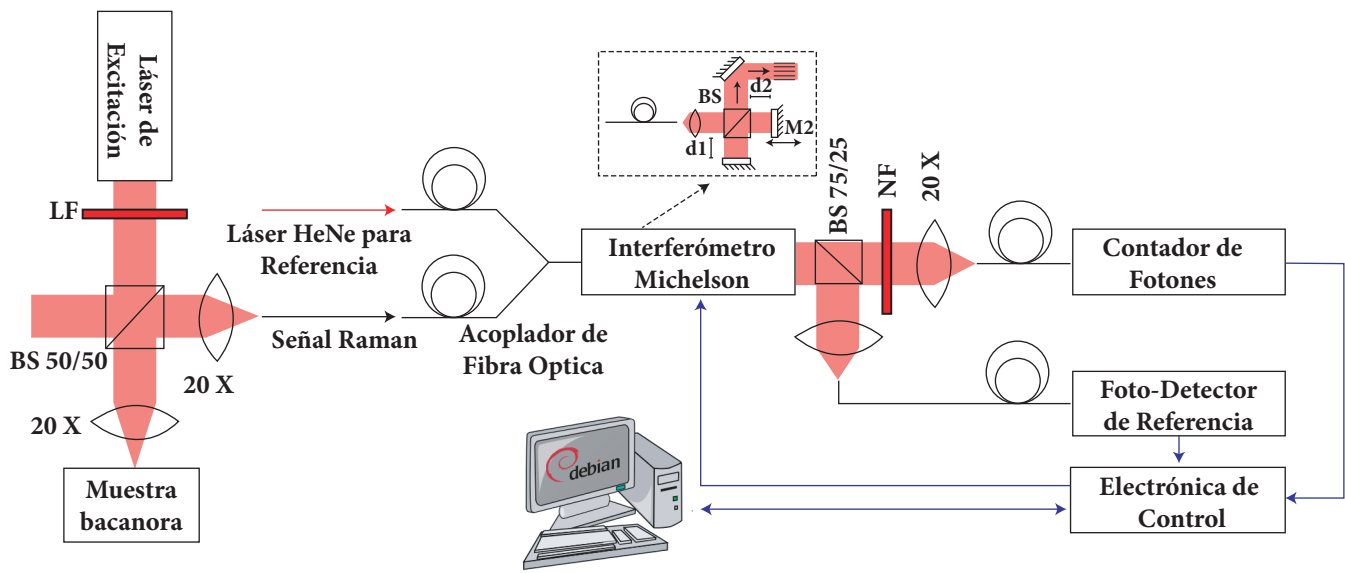 Láser de
Excitación
LF
BS 50/50
20 X
20 X
Muestra
bacanora
Láser HeNe para
Referencia
Señal Raman
Acoplador de
Fibra Optica
BS
d2
M2
d1
Interferómetro
Michelson
BS 75/25
NF
20 X
Contador de
Fotones
Foto-Detector
de Referencia
Electrónica de
Control
debian